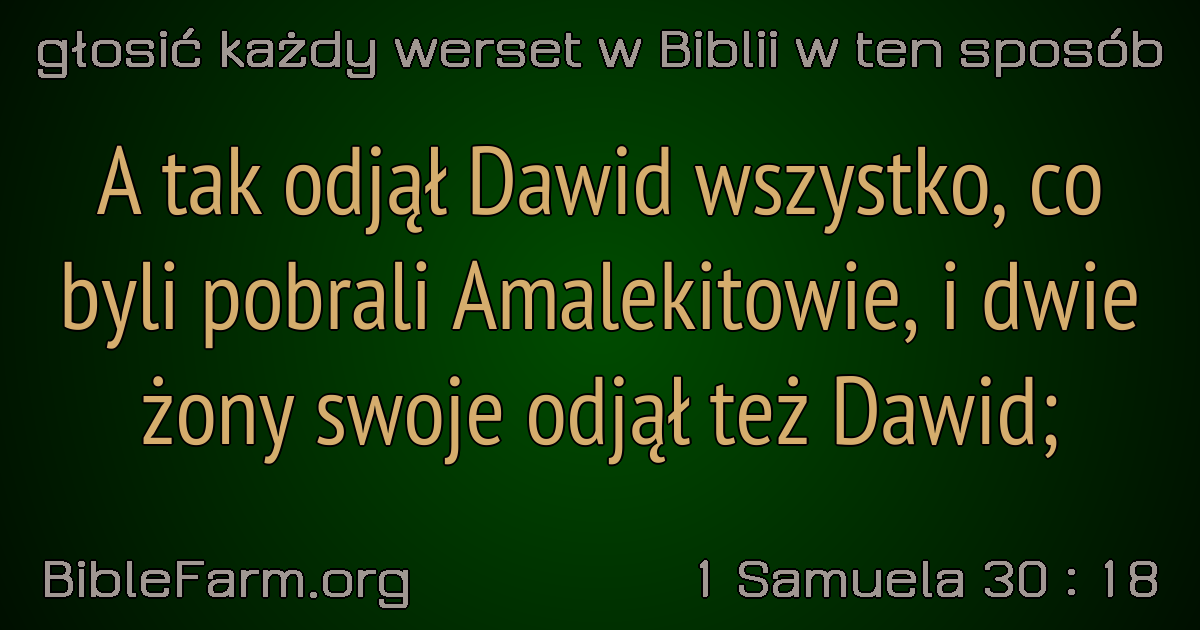 głosić każdy werset w Biblii w ten sposób
A tak odjął Dawid wszystko, co
byli pobrali Amalekitowie, i dwie
żony swoje odjął też Dawid;
BibleFarm.org
1 Samuela 30 : 18